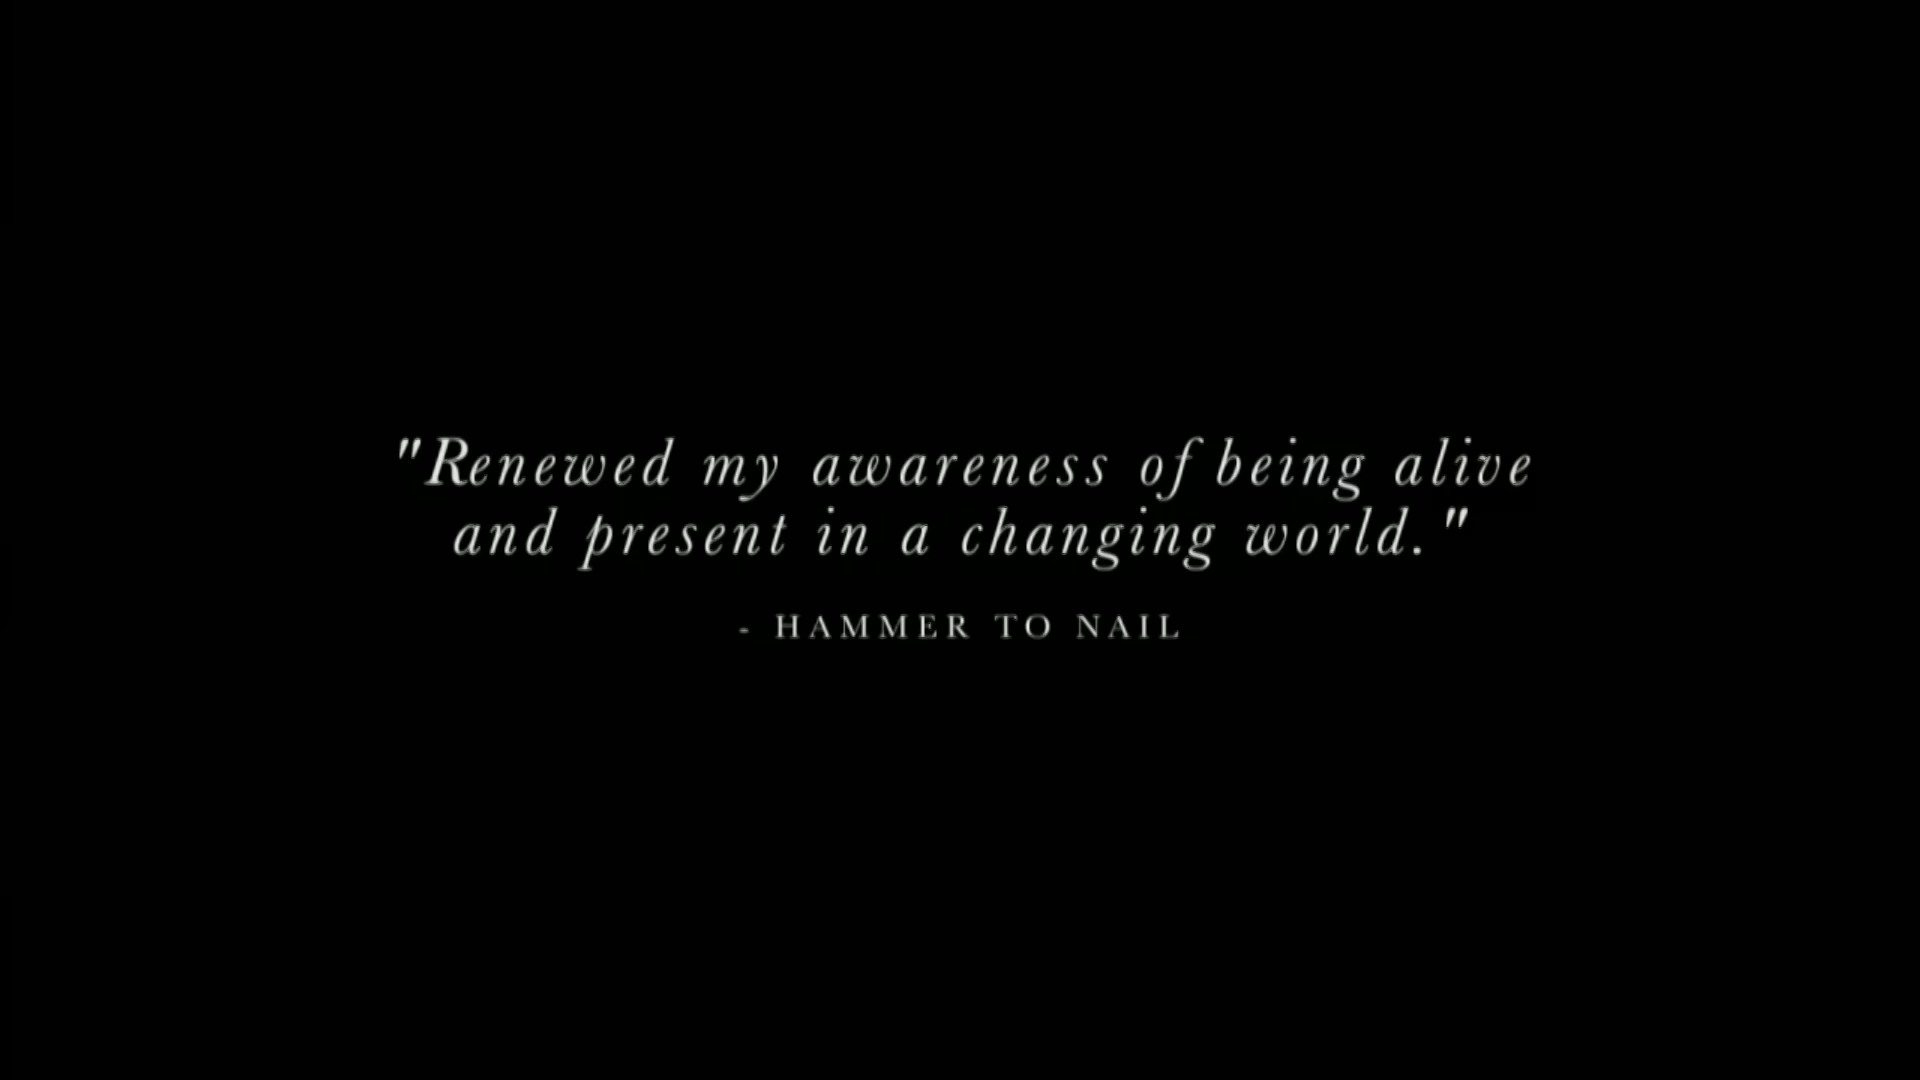 "Renewed my awareness of being alive
and present in a changing world."
- HAMMER TO NAIL